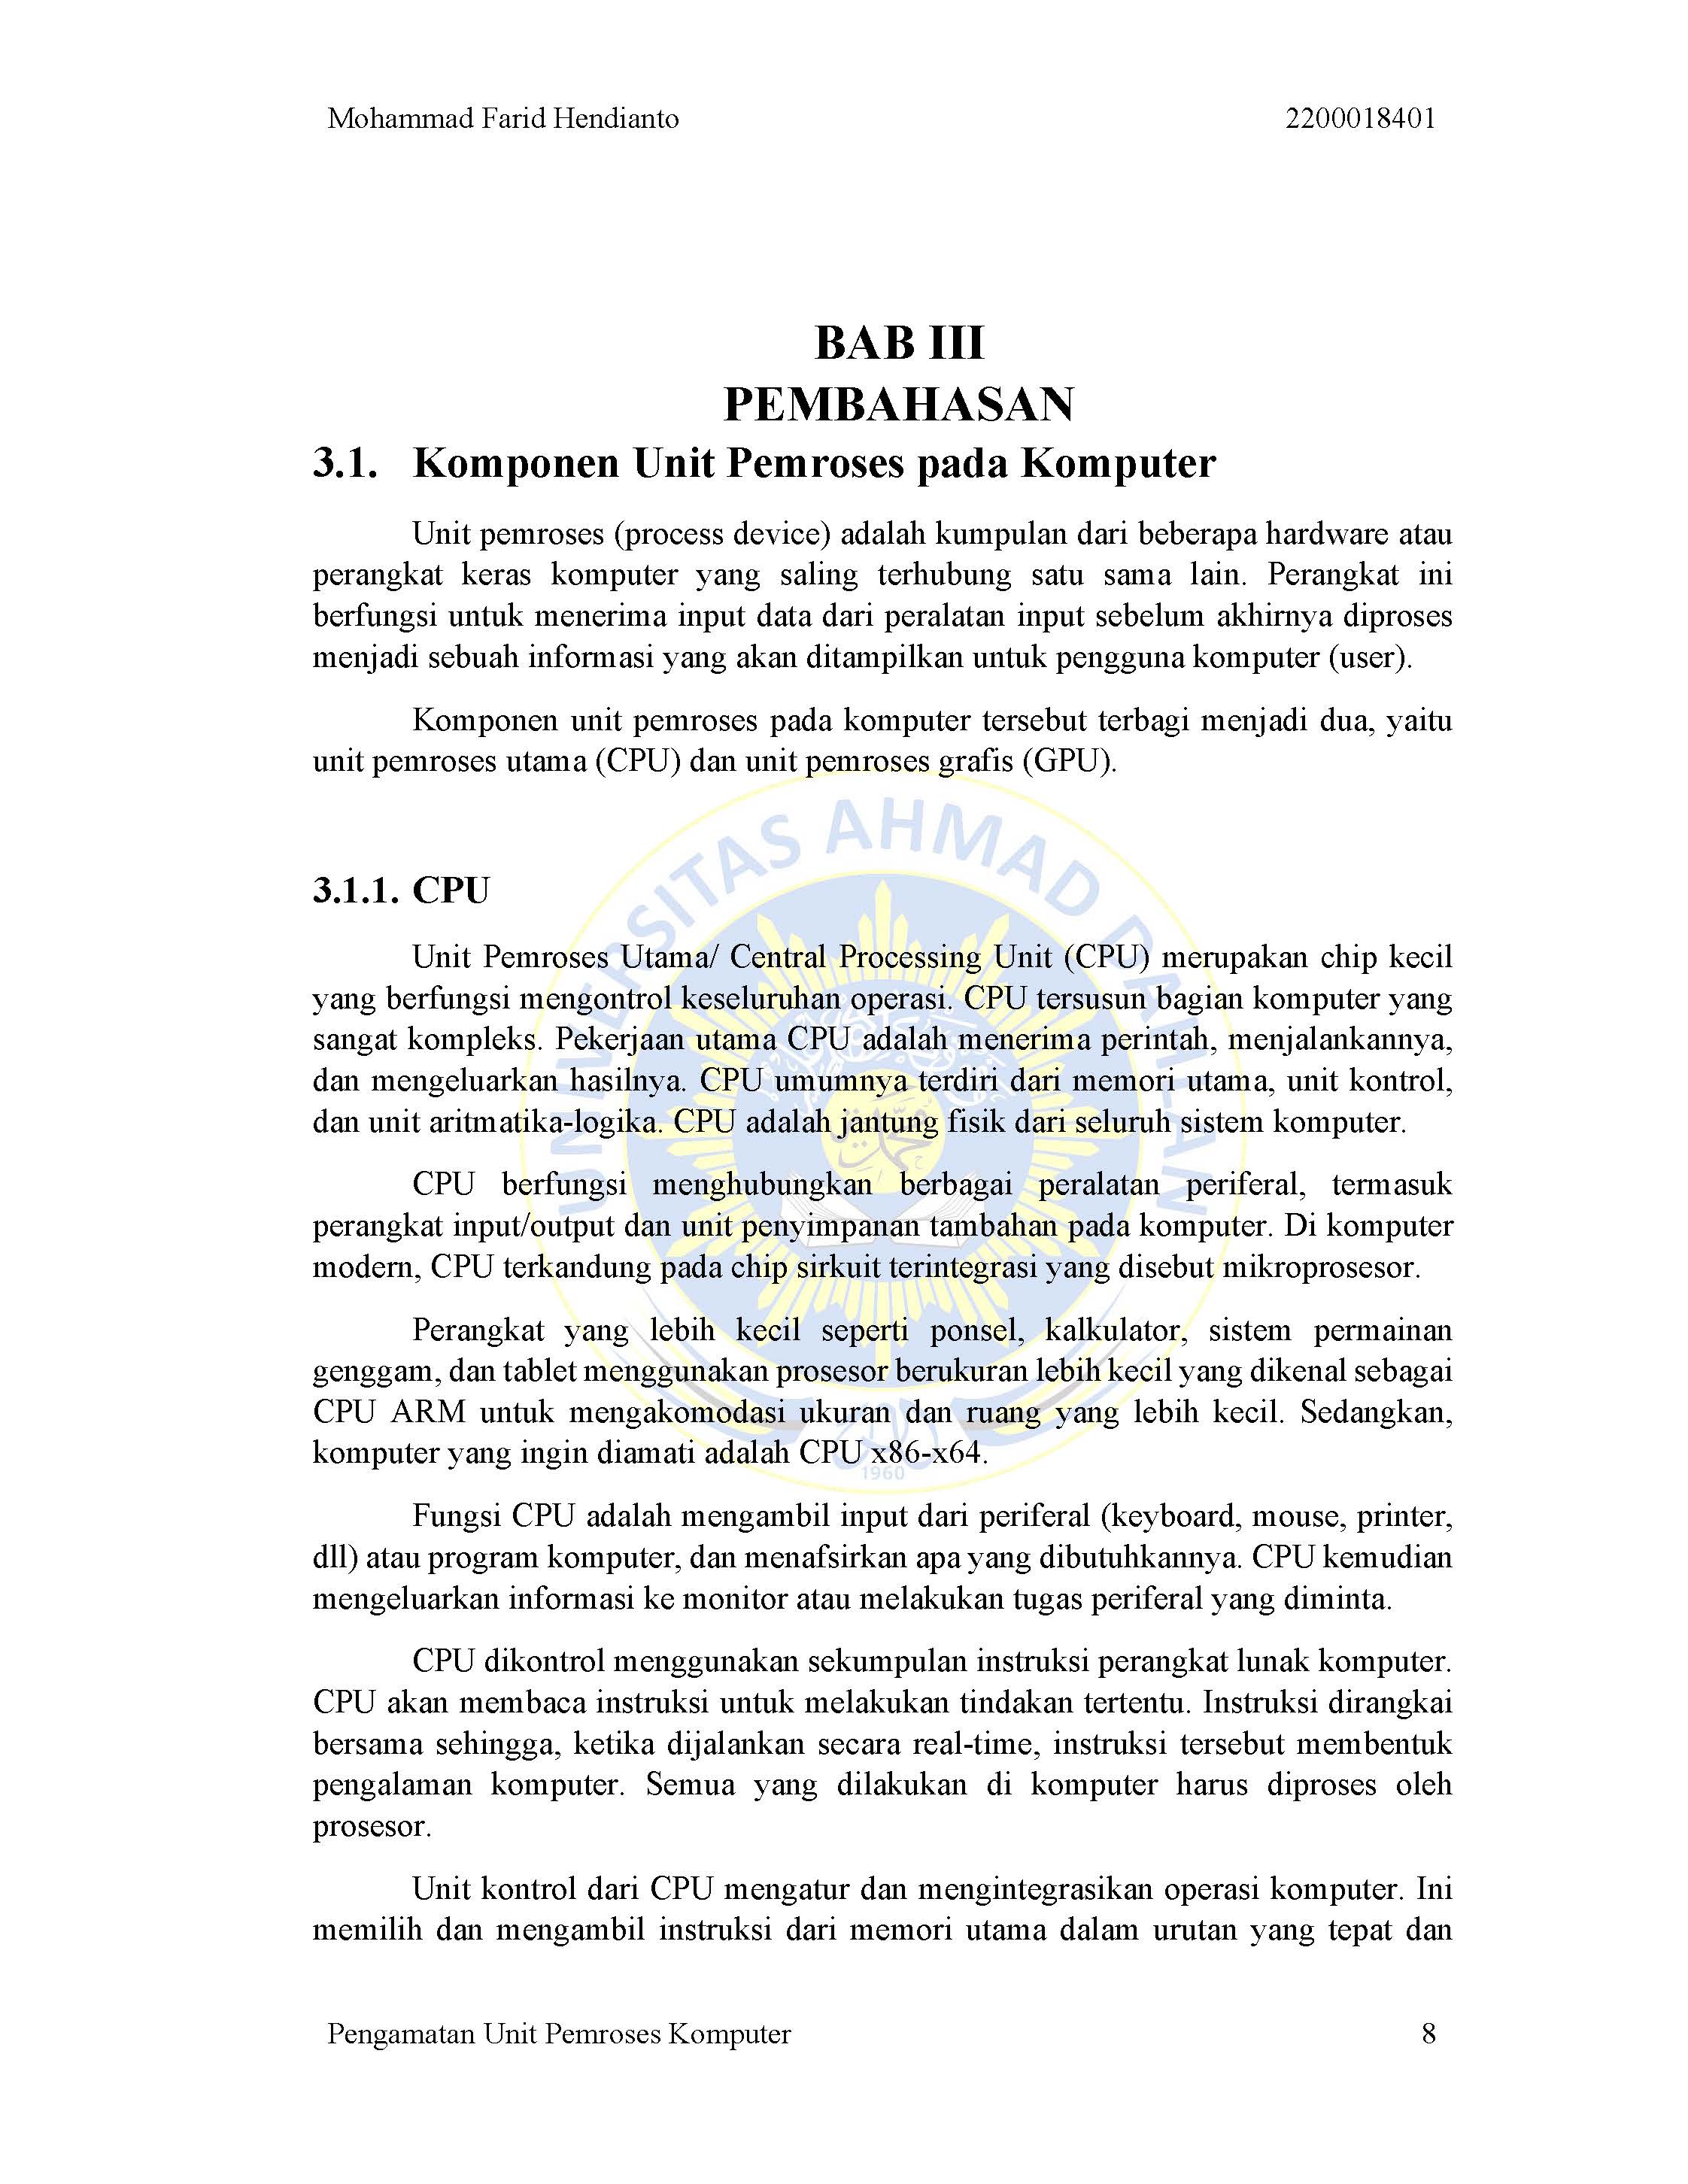 Mohammad Farid Hendianto 2200018401
BAB III
PEMBAHASAN
3.1. Komponen Unit Pemroses pada Komputer
Unit pemroses (process device) adalah kumpulan dari beberapa hardware atau
perangkat keras komputer yang saling terhubung satu sama lain. Perangkat ini
berfungsi untuk menerima input data dari peralatan input sebelum akhirnya diproses
menjadi sebuah informasi yang akan ditampilkan untuk pengguna komputer (user).
Komponen unit pemroses pada komputer tersebut terbagi menjadi dua, yaitu
unit pemroses utama (CPU) dan unit pemroses grafis (GPU).
UNIVERSITAS AHMAD DAHLAN
3.1.1. CPU
Unit Pemroses Utama/ Central Processing Unit (CPU) merupakan chip kecil
yang berfungsi mengontrol keseluruhan operasi. CPU tersusun bagian komputer yang
sangat kompleks. Pekerjaan utama CPU adalah menerima perintah, menjalankannya,
dan mengeluarkan hasilnya. CPU umumnya terdiri dari memori utama, unit kontrol,
dan unit aritmatika-logika. CPU adalah jantung fisik dari seluruh sistem komputer.
CPU berfungsi menghubungkan berbagai peralatan periferal, termasuk
perangkat input/output dan unit penyimpanan tambahan pada komputer. Di komputer
modern, CPU terkandung pada chip sirkuit terintegrasi yang disebut mikroprosesor.
Perangkat yang lebih kecil seperti ponsel, kalkulator, sistem permainan
genggam, dan tablet menggunakan prosesor berukuran lebih kecil yang dikenal sebagai
CPU ARM untuk mengakomodasi ukuran dan ruang yang lebih kecil. Sedangkan,
komputer yang ingin diamati adalah CPU x86-x64.
1960
Fungsi CPU adalah mengambil input dari periferal (keyboard, mouse, printer,
dll) atau program komputer, dan menafsirkan apa yang dibutuhkannya. CPU kemudian
mengeluarkan informasi ke monitor atau melakukan tugas periferal yang diminta.
CPU dikontrol menggunakan sekumpulan instruksi perangkat lunak komputer.
CPU akan membaca instruksi untuk melakukan tindakan tertentu. Instruksi dirangkai
bersama sehingga, ketika dijalankan secara real-time, instruksi tersebut membentuk
pengalaman komputer. Semua yang dilakukan di komputer harus diproses oleh
prosesor.
Unit kontrol dari CPU mengatur dan mengintegrasikan operasi komputer. Ini
memilih dan mengambil instruksi dari memori utama dalam urutan yang tepat dan
Pengamatan Unit Pemroses Komputer 8